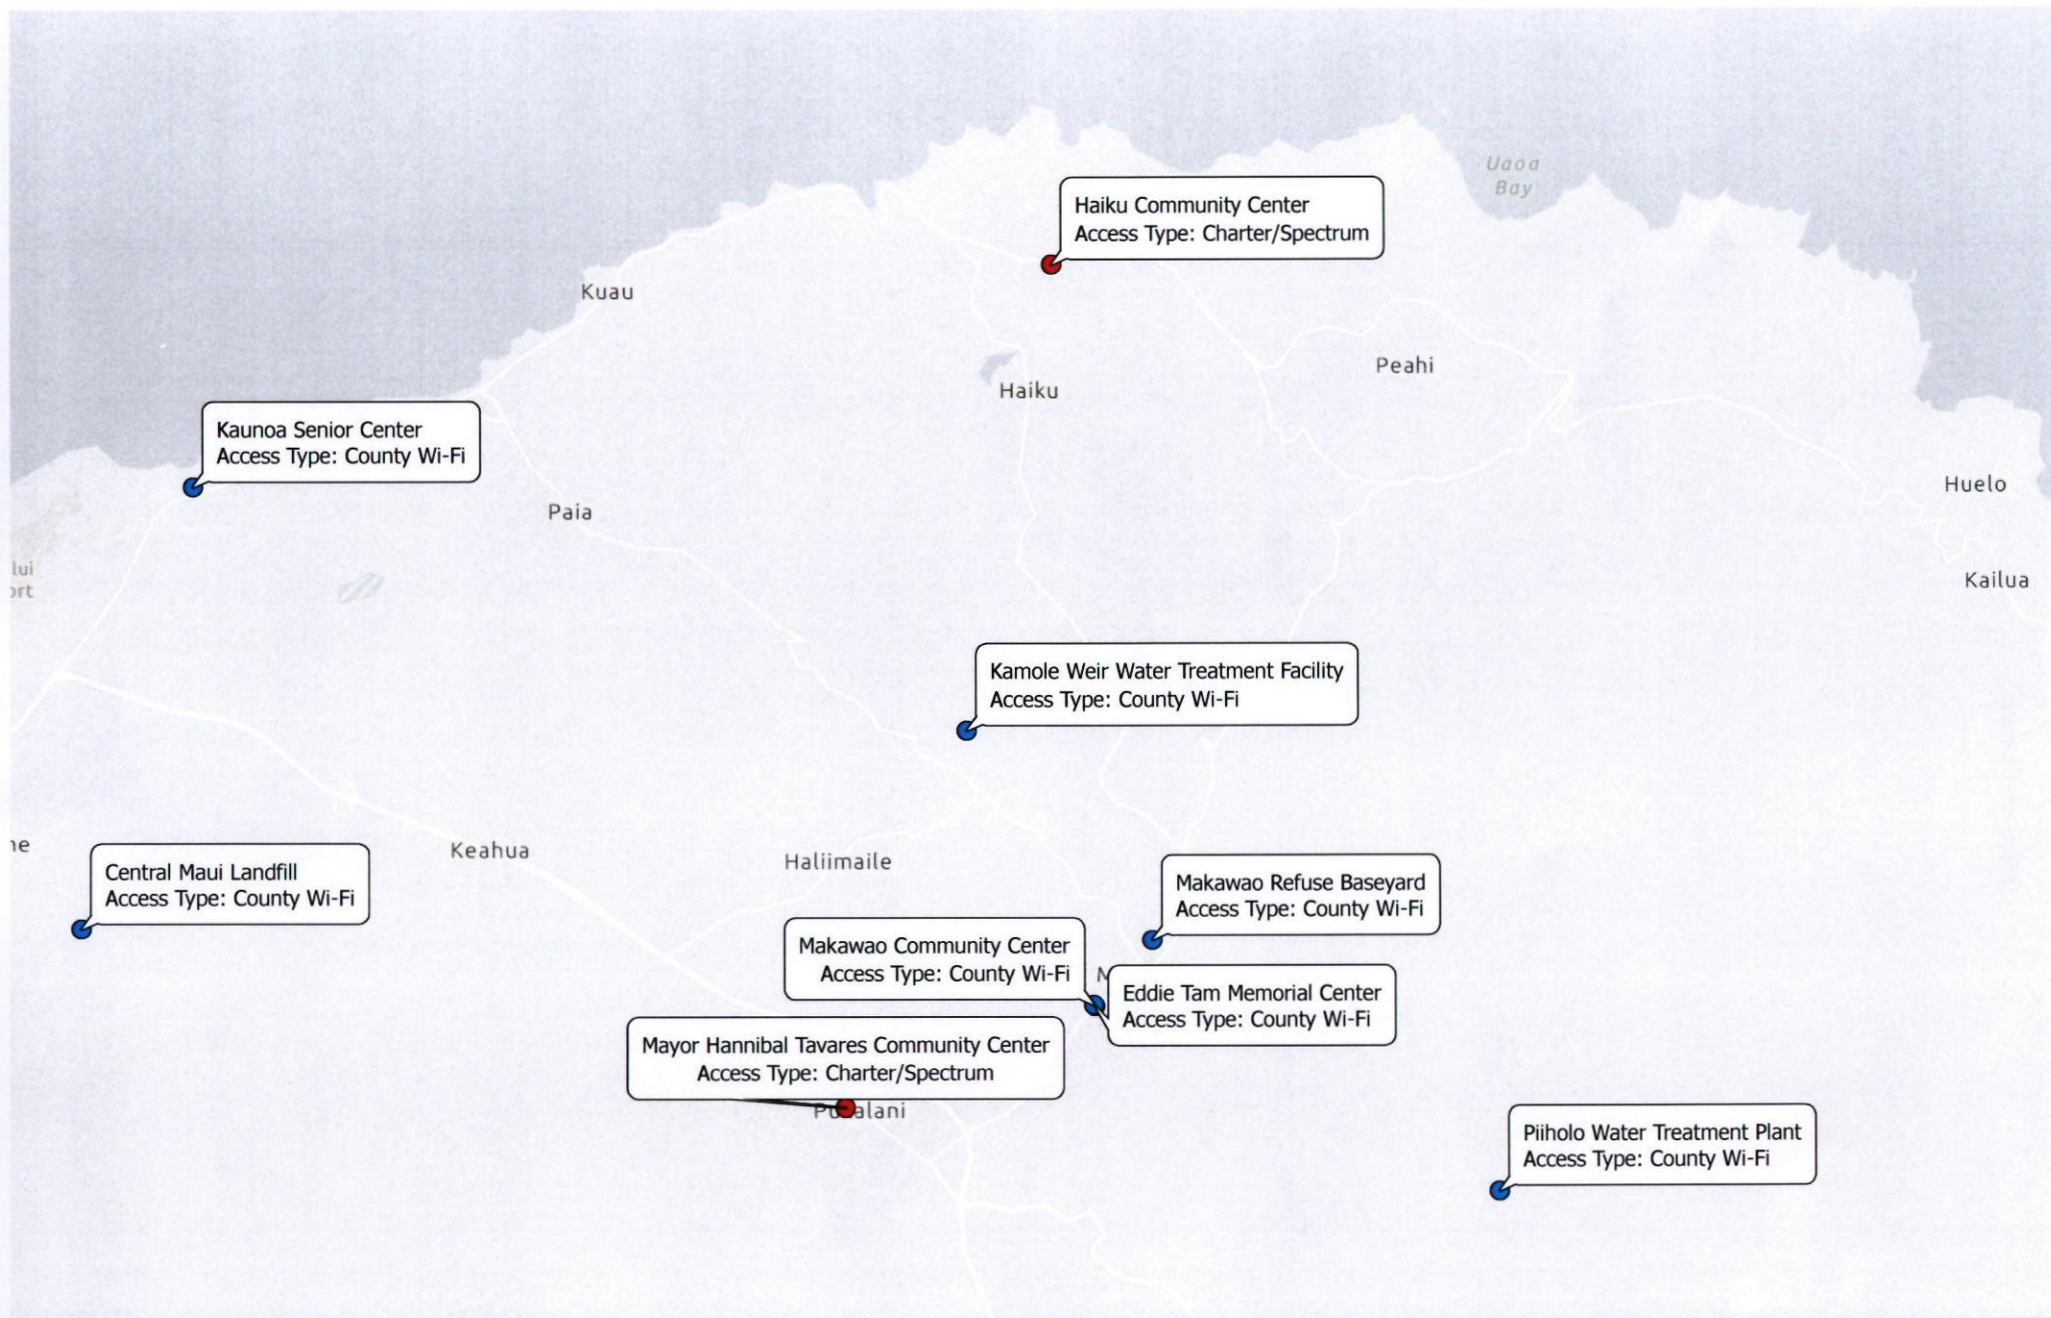 Uaoa
Bay
Haiku Community Center
Access Type: Charter/Spectrum
Kuau
Peahi
Haiku
Kaunoa Senior Center
Access Type: County Wi-Fi
Huelo
Paia
lui
ort
Kailua
Kamole Weir Water Treatment Facility
Access Type: County Wi-Fi
ne
Keahua
Haliimaile
Central Maui Landfill
Access Type: County Wi-Fi
Makawao Refuse Baseyard
Access Type: County Wi-Fi
Makawao Community Center
Access Type: County Wi-Fi
M
Eddie Tam Memorial Center
Access Type: County Wi-Fi
Mayor Hannibal Tavares Community Center
Access Type: Charter/Spectrum
Piiholo Water Treatment Plant
Access Type: County Wi-Fi